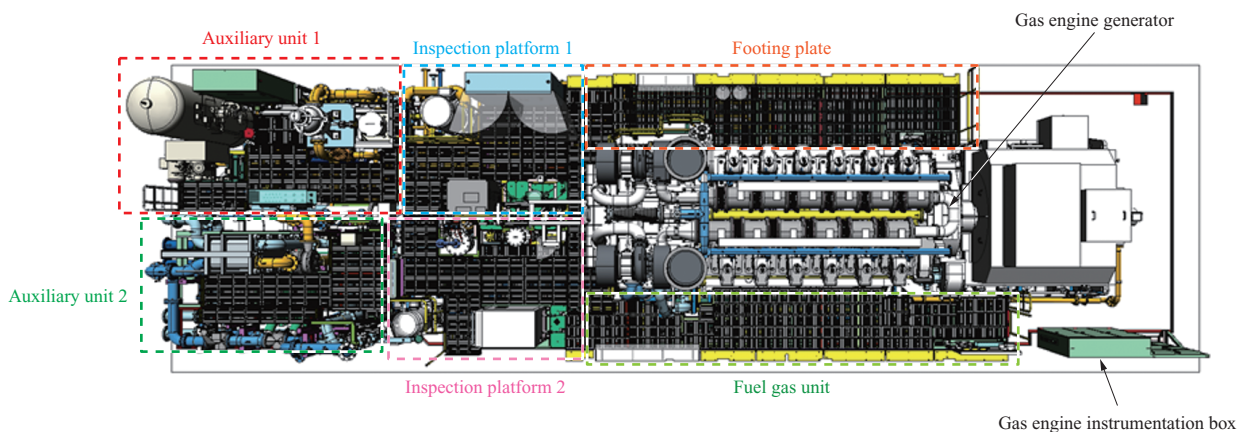 Gas engine generator
Auxiliary unit 1
Inspection platform 1
Footing plate
Auxiliary unit 2
Inspection platform 2
Fuel gas unit
Gas engine instrumentation box